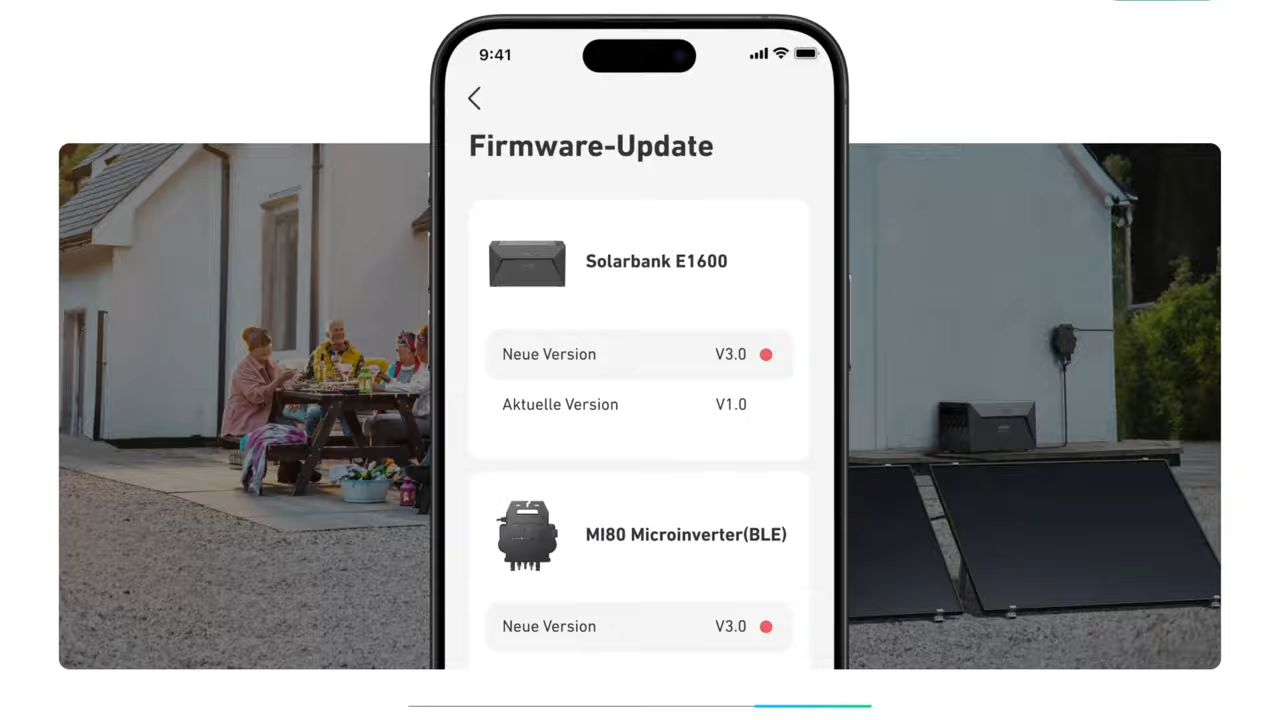 9:41
Firmware-Update
Solarbank E1600
Neue Version V3.0
Aktuelle Version V1.0
MI80 Microinverter(BLE)
Neue Version V3.0